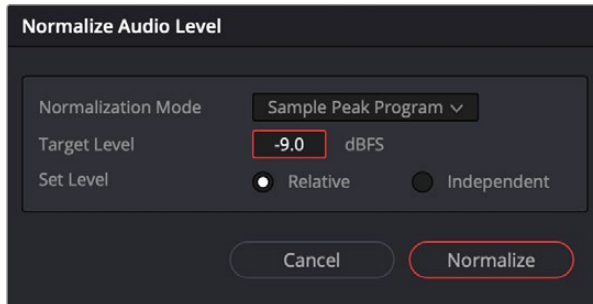 Normalize Audio Level
Normalization Mode Sample Peak Program
Target Level -9.0 dBFS
Set Level Relative Independent
Cancel Normalize